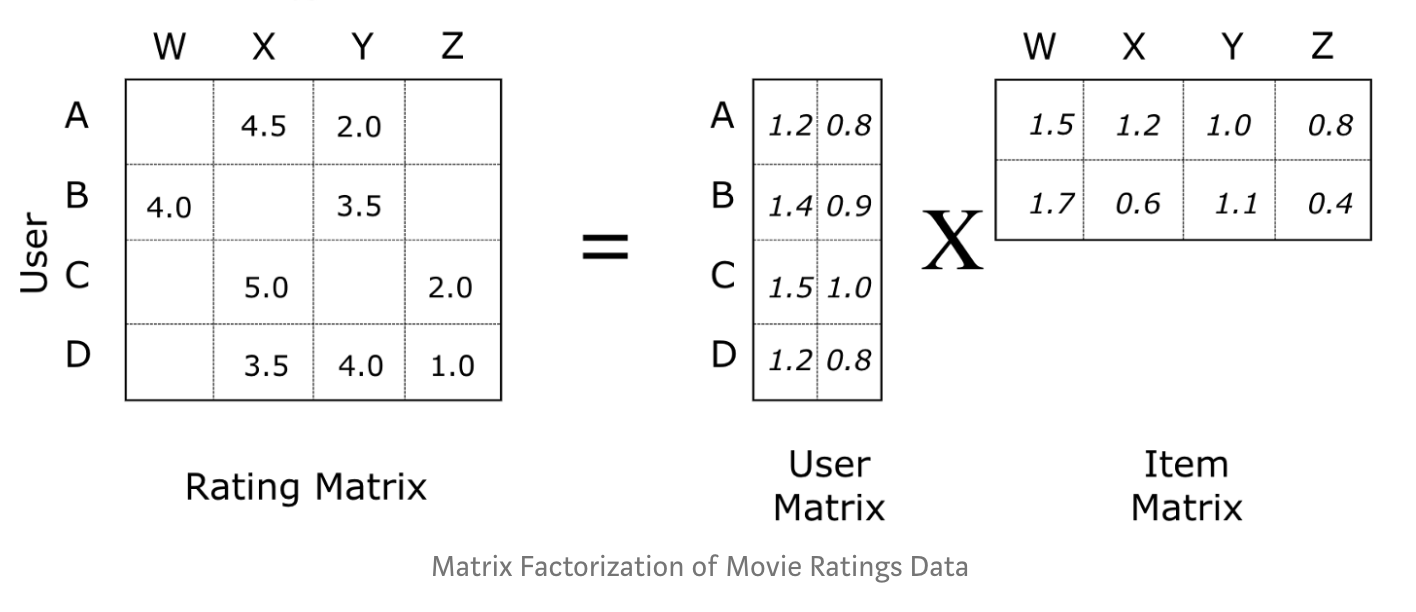 W X Y Z W X Y Z
A 4.5 2.0 A 1.2 0.8 1.5 1.2 1.0 0.8
B 4.0 3.5 B 1.4 0.9 1.7 0.6 1.1 0.4
User
= X
C 5.0 2.0 C 1.5 1.0
D 3.5 4.0 1.0 D 1.2 0.8
Rating Matrix
User
Matrix
Item
Matrix
Matrix Factorization of Movie Ratings Data